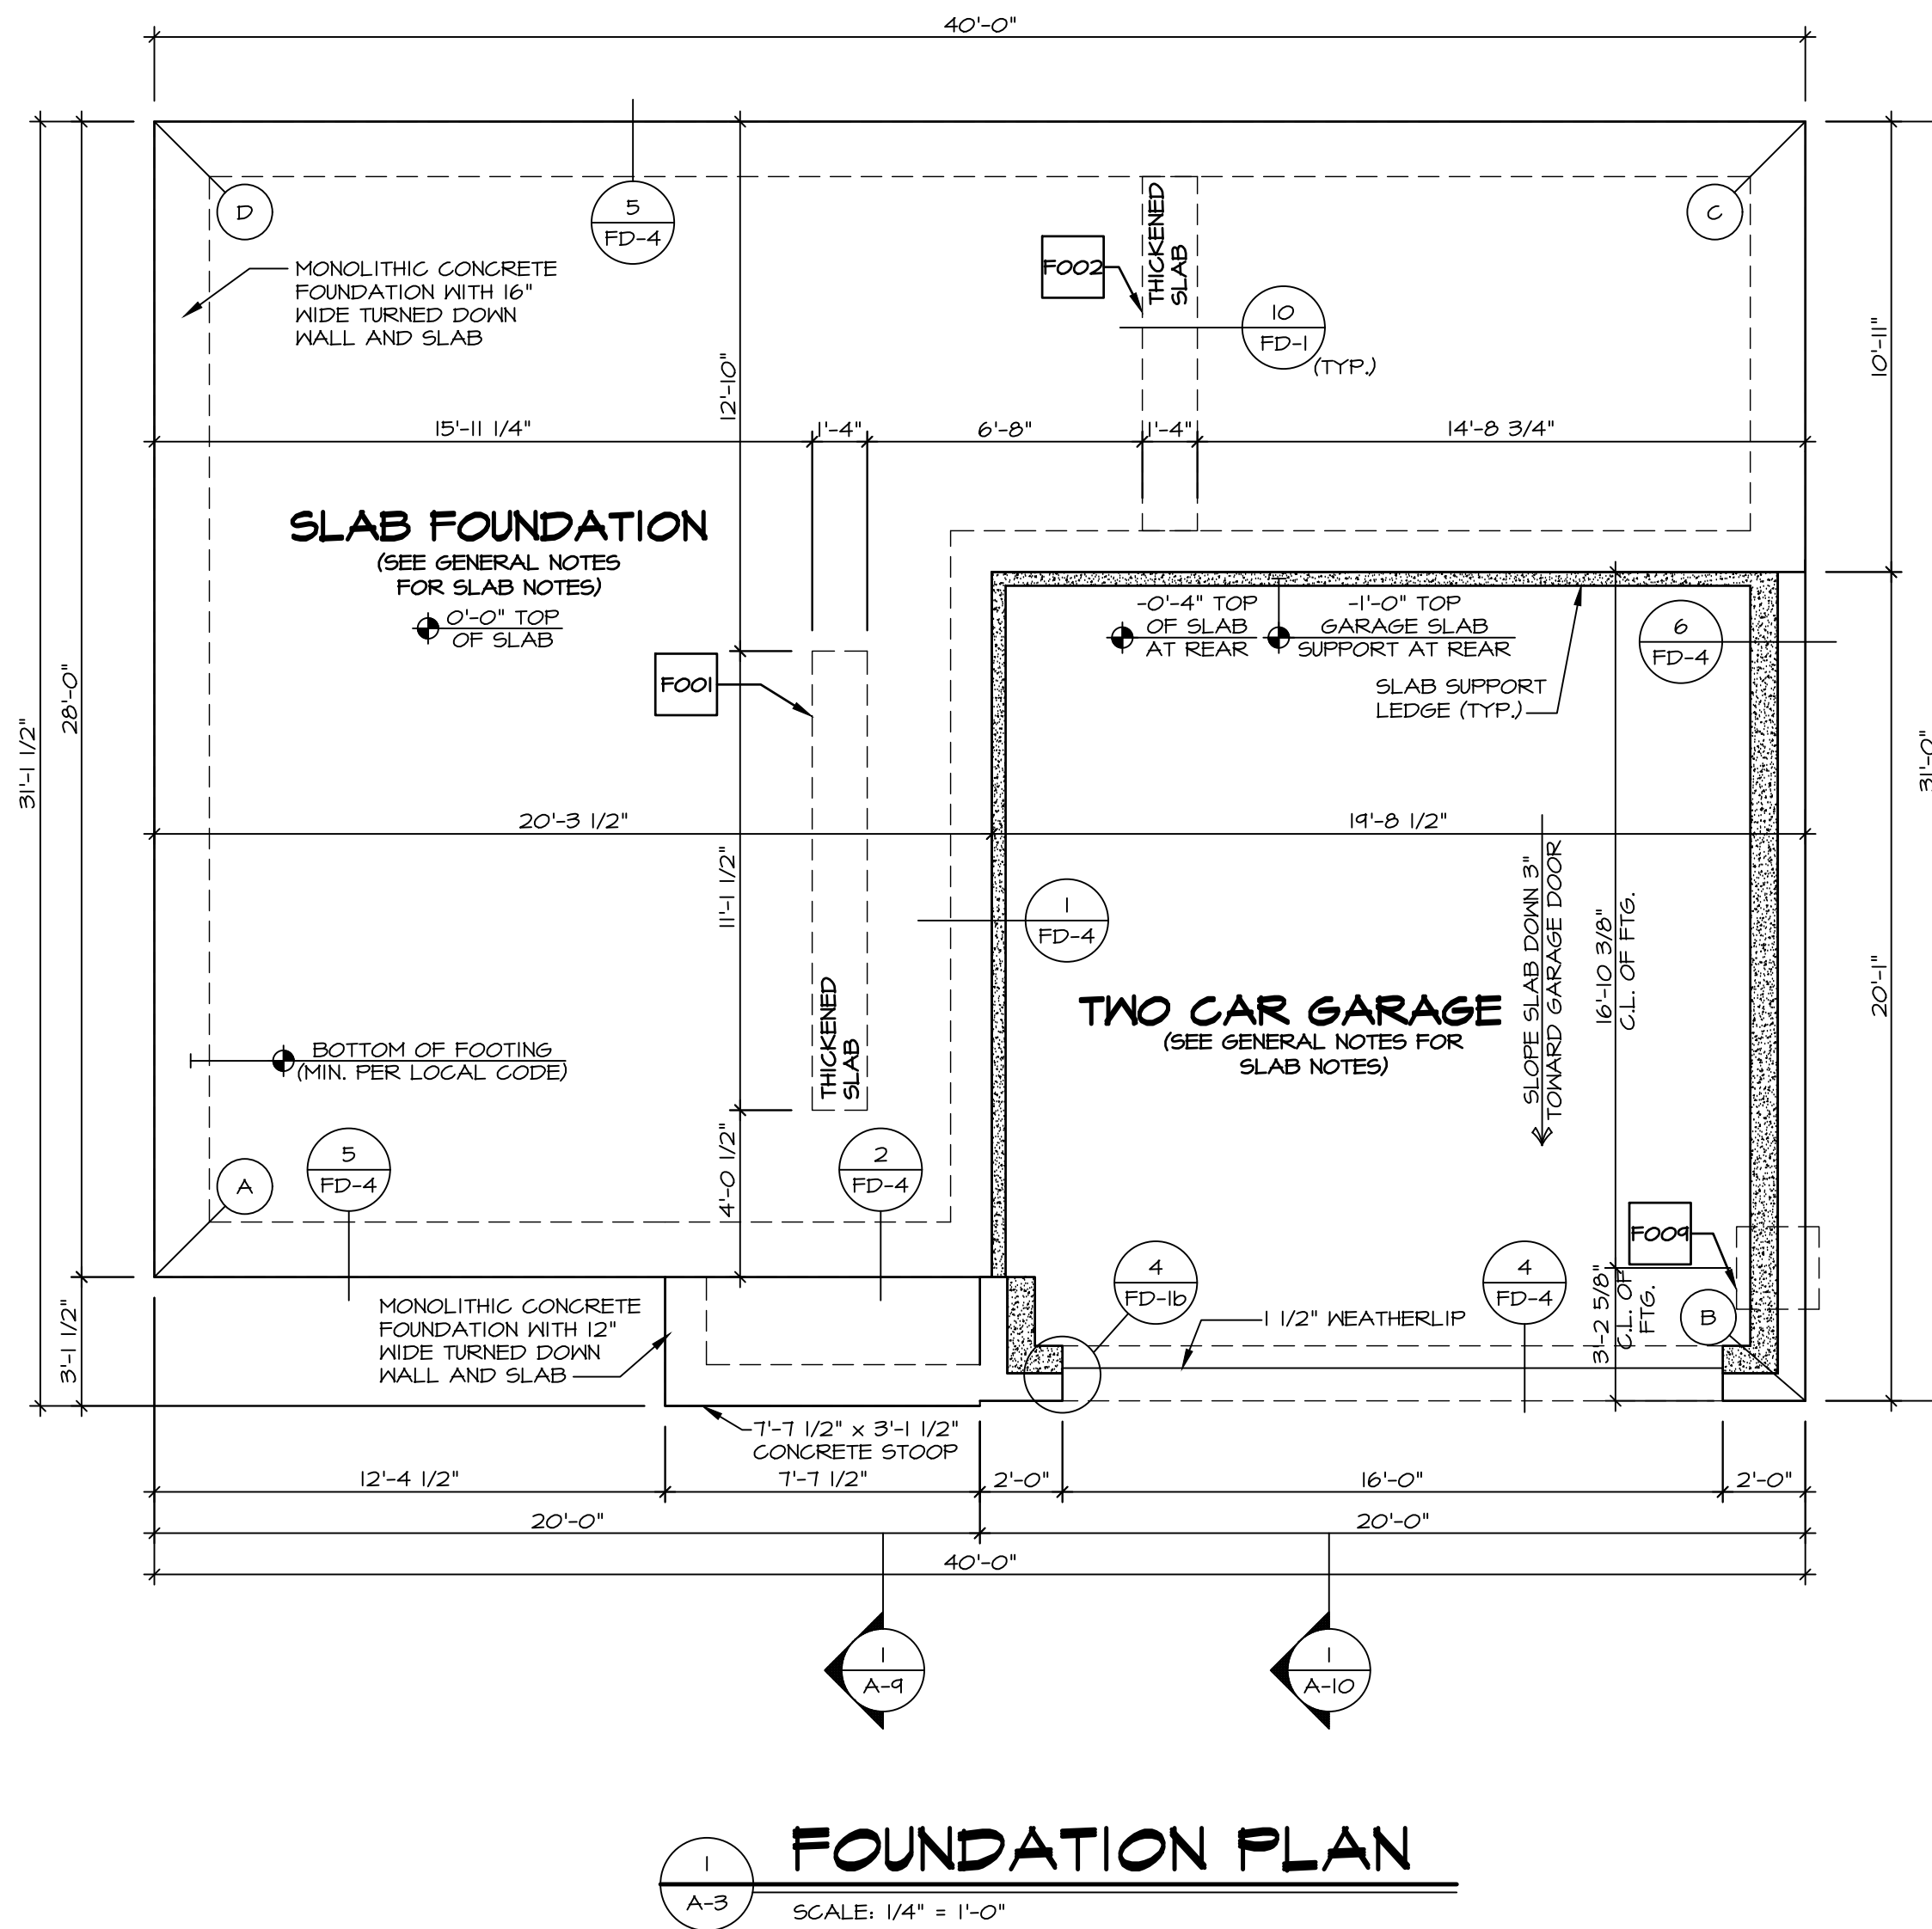 40'-0"
D
5
FD-4
C
MONOLITHIC CONCRETE
FOUNDATION WITH 16"
WIDE TURNED DOWN
WALL AND SLAB
F002
THICKENED
SLAB
10
FD-1
(TYP.)
12'-10"
10'-11"
15'-11 1/4"
1'-4"
6'-8"
1'-4"
14'-8 3/4"
SLAB FOUNDATION
(SEE GENERAL NOTES
FOR SLAB NOTES)
0'-0" TOP
OF SLAB
-0'-4" TOP
OF SLAB
AT REAR
-1'-0" TOP
GARAGE SLAB
SUPPORT AT REAR
6
FD-4
F001
SLAB SUPPORT
LEDGE (TYP.)
28'-0"
31'-1 1/2"
31'-0"
20'-3 1/2"
19'-8 1/2"
11'-1 1/2"
1
FD-4
SLOPE SLAB DOWN 3"
TOWARD GARAGE DOOR
16'-10 3/8"
C.L. OF FTG.
20'-1"
TWO CAR GARAGE
(SEE GENERAL NOTES FOR
SLAB NOTES)
THICKENED
SLAB
BOTTOM OF FOOTING
(MIN. PER LOCAL CODE)
A
5
FD-4
4'-0 1/2"
2
FD-4
F009
4
FD-1b
4
FD-4
3'-2 5/8"
C.L. OF
FTG.
B
MONOLITHIC CONCRETE
FOUNDATION WITH 12"
WIDE TURNED DOWN
WALL AND SLAB
1 1/2" WEATHERLIP
3'-1 1/2"
7'-7 1/2" x 3'-1 1/2"
CONCRETE STOOP
12'-4 1/2"
7'-7 1/2"
2'-0"
16'-0"
2'-0"
20'-0"
20'-0"
40'-0"
1
A-9
1
A-10
1
A-3
FOUNDATION PLAN
SCALE: 1/4" = 1'-0"